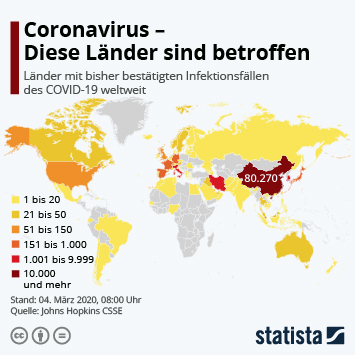 Coronavirus –
Diese Länder sind betroffen
Länder mit bisher bestätigten Infektionsfällen
des COVID-19 weltweit
80.270
1 bis 20
21 bis 50
51 bis 150
151 bis 1.000
1.001 bis 9.999
10.000
und mehr
Stand: 04. März 2020, 08:00 Uhr
Quelle: Johns Hopkins CSSE
statista